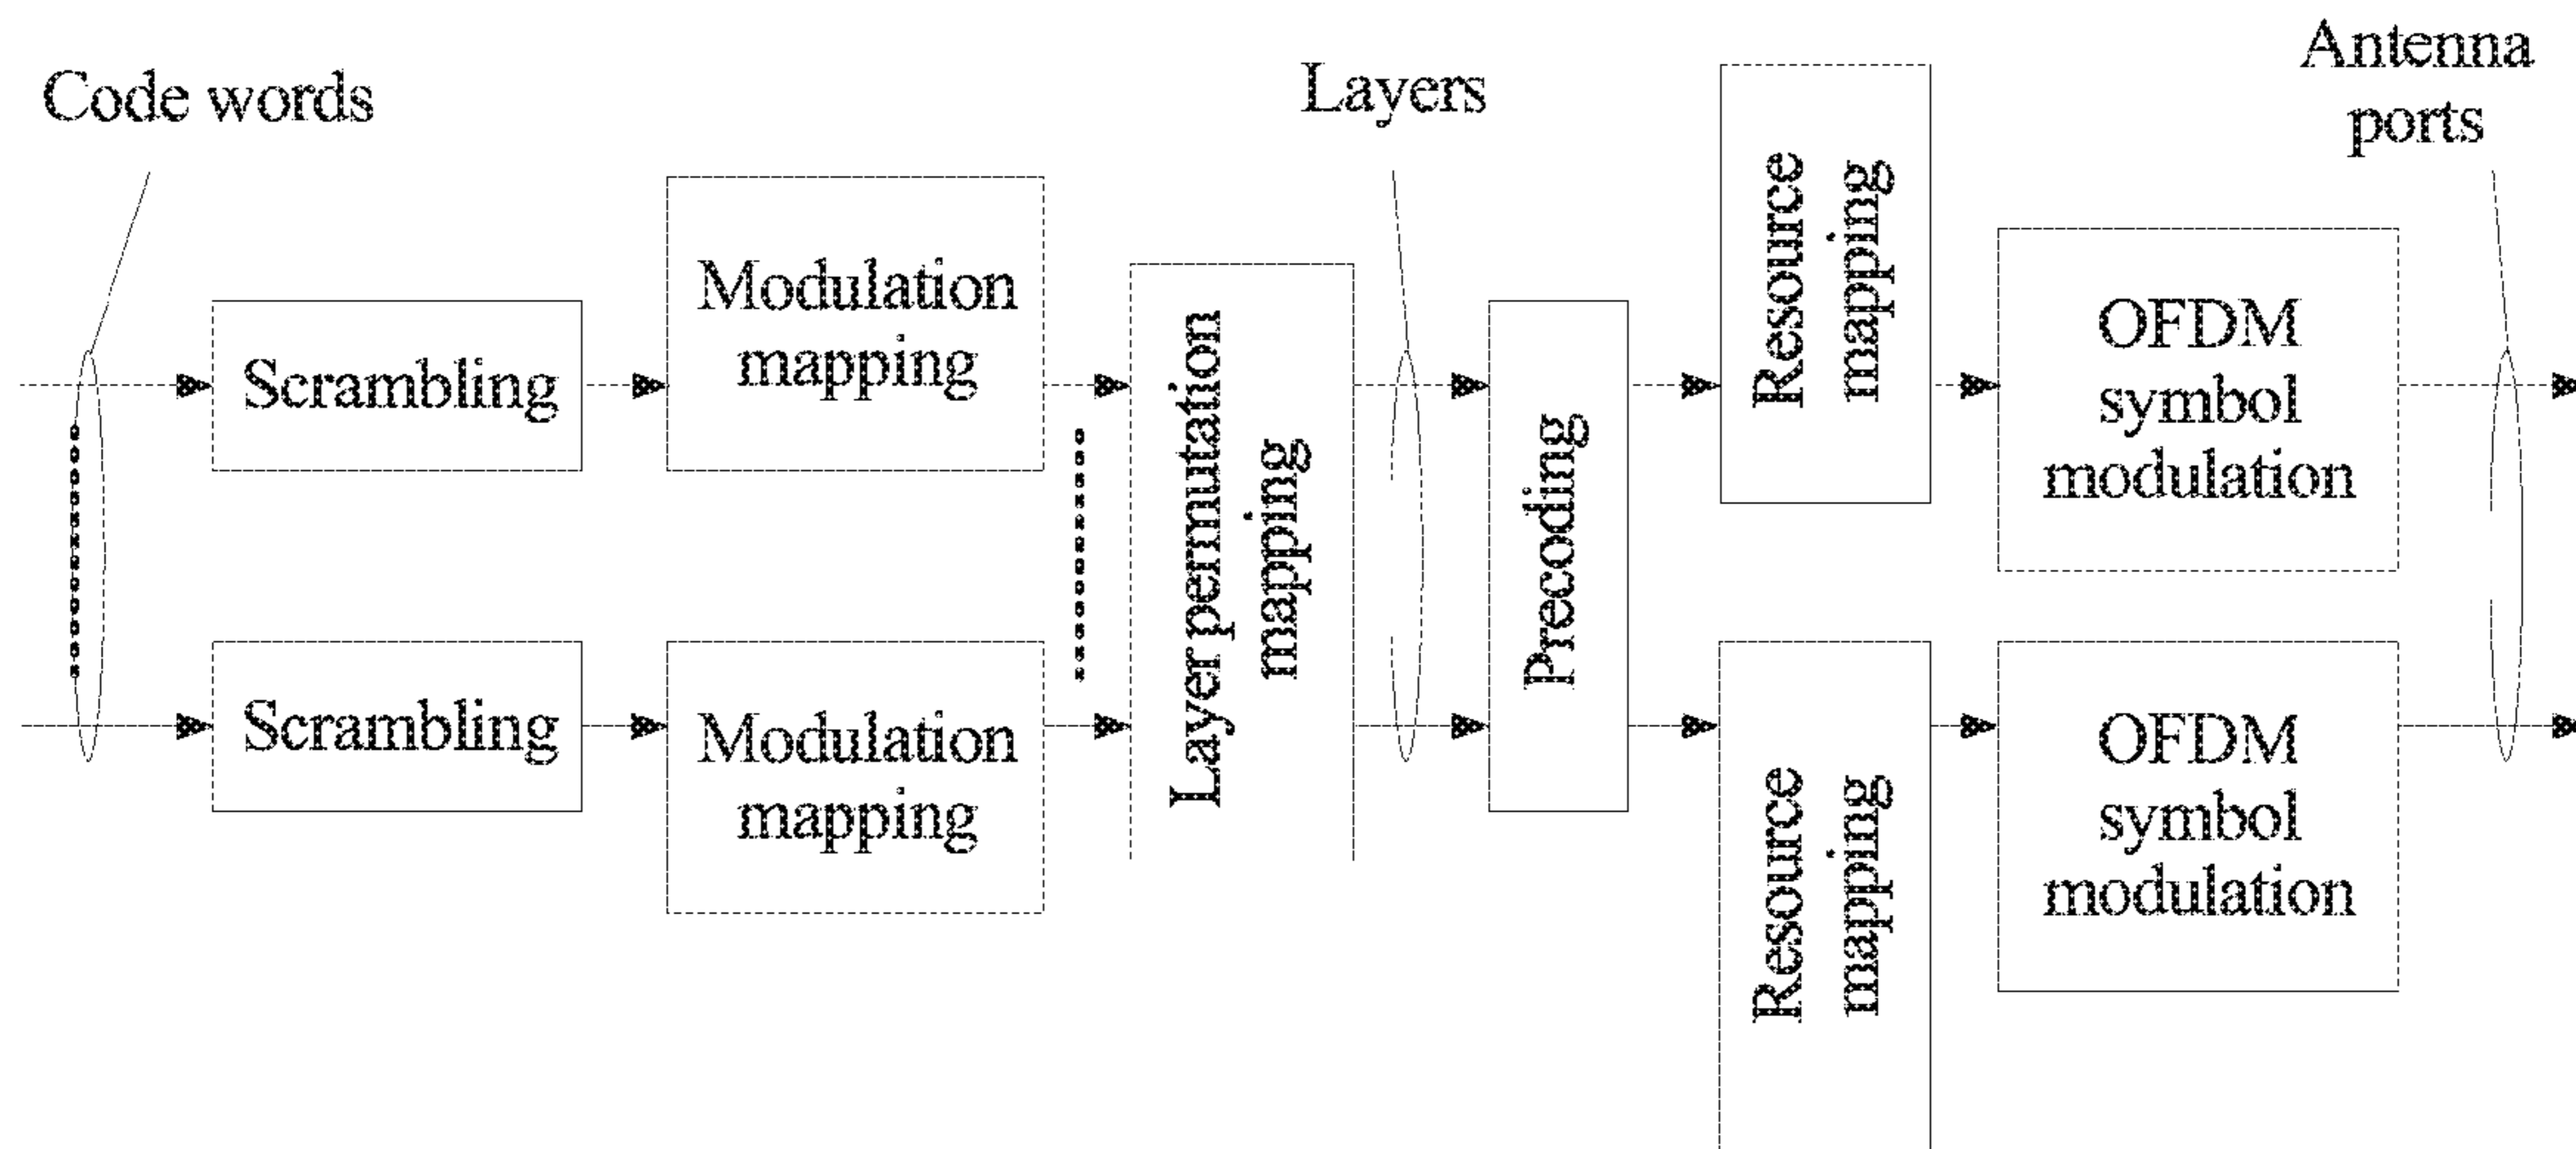 Code words
Layers
Antenna
ports
Scrambling
Modulation
mapping
Layer permutation
mapping
Precoding
Resource
mapping
OFDM
symbol
modulation
Scrambling
Modulation
mapping
Resource
mapping
OFDM
symbol
modulation